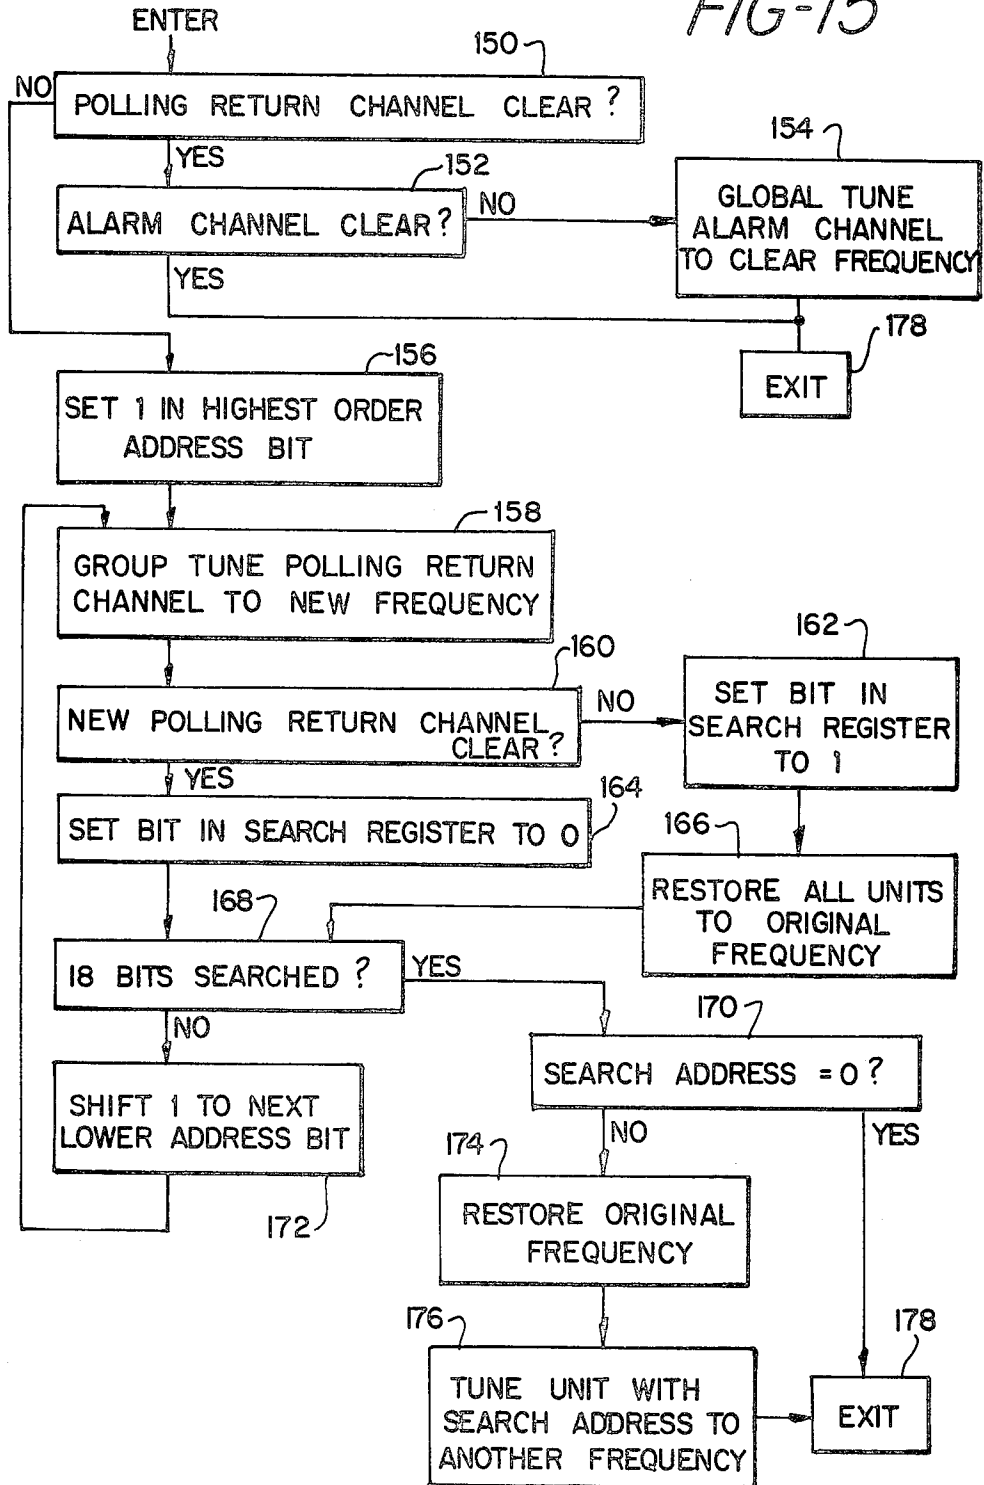 FIG-15
ENTER
150
NO
POLLING RETURN CHANNEL CLEAR ?
YES
152
154
ALARM CHANNEL CLEAR?
NO
GLOBAL TUNE
ALARM CHANNEL
TO CLEAR FREQUENCY
YES
178
EXIT
156
SET 1 IN HIGHEST ORDER
ADDRESS BIT
158
GROUP TUNE POLLING RETURN
CHANNEL TO NEW FREQUENCY
160
162
NEW POLLING RETURN CHANNEL
CLEAR ?
NO
SET BIT IN
SEARCH REGISTER
TO 1
YES
164
SET BIT IN SEARCH REGISTER TO 0
166
RESTORE ALL UNITS
TO ORIGINAL
FREQUENCY
168
18 BITS SEARCHED ?
YES
NO
170
SEARCH ADDRESS =0 ?
SHIFT 1 TO NEXT
LOWER ADDRESS BIT
172
NO
YES
174
RESTORE ORIGINAL
FREQUENCY
176
178
TUNE UNIT WITH
SEARCH ADDRESS TO
ANOTHER FREQUENCY
EXIT